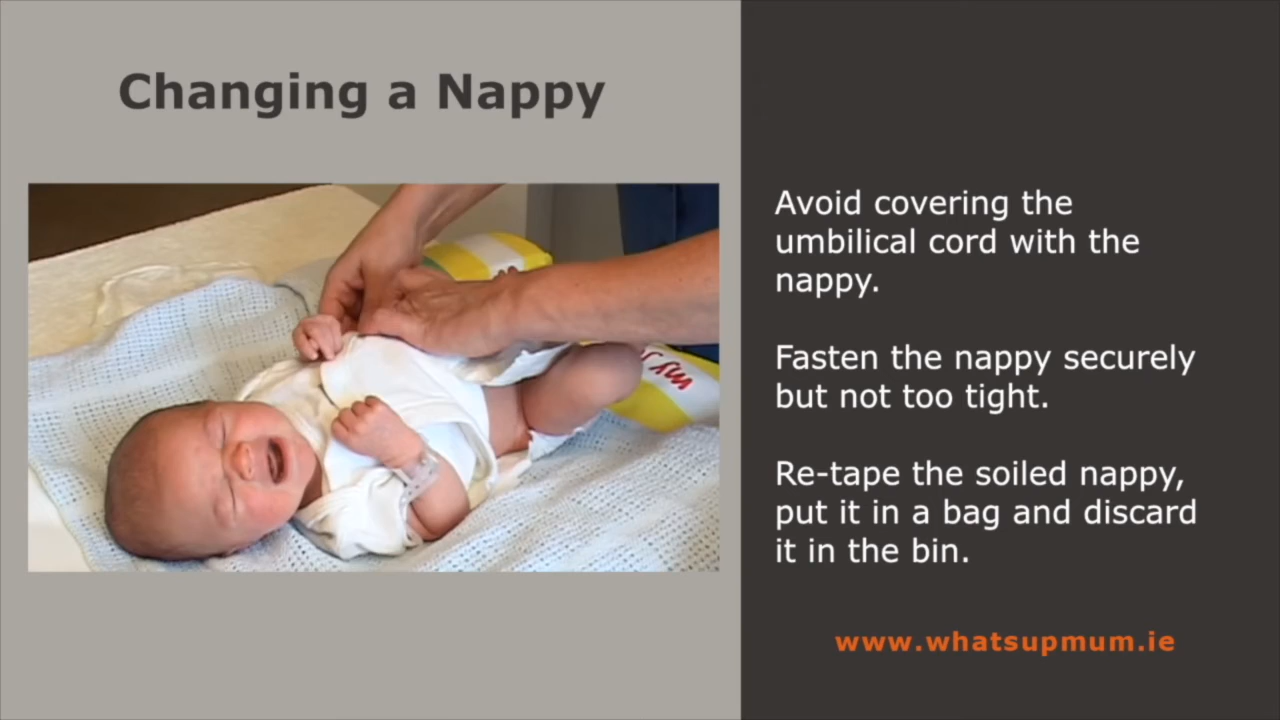 Changing a Nappy
my J
Avoid covering the
umbilical cord with the
nappy.
Fasten the nappy securely
but not too tight.
Re-tape the soiled nappy,
put it in a bag and discard
it in the bin.
www.whatsupmum.ie